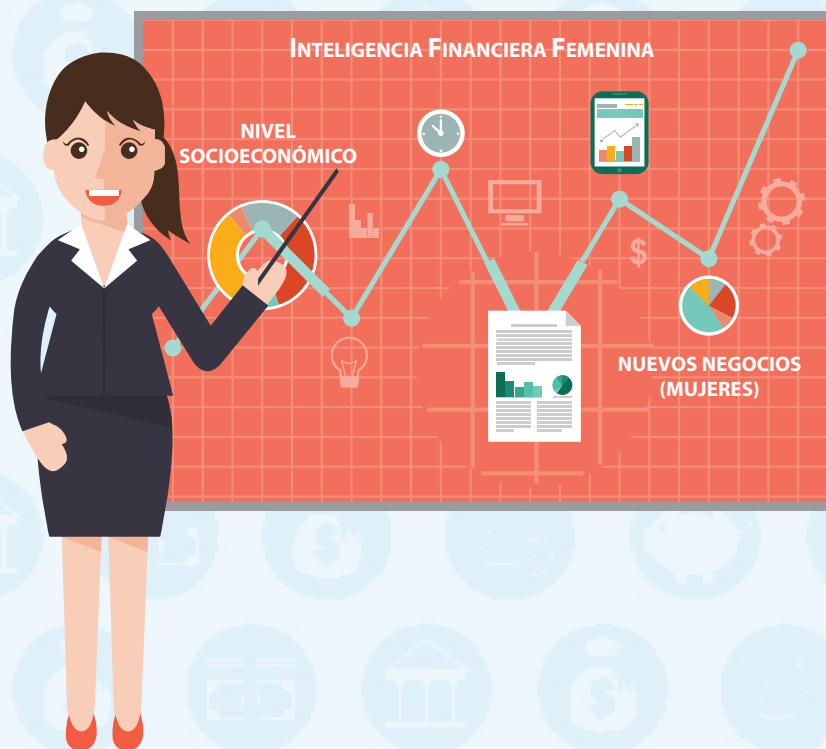 INTELIGENCIA FINANCIERA FEMENINA
NIVEL
SOCIOECONÓMICO
$
NUEVOS NEGOCIOS
(MUJERES)